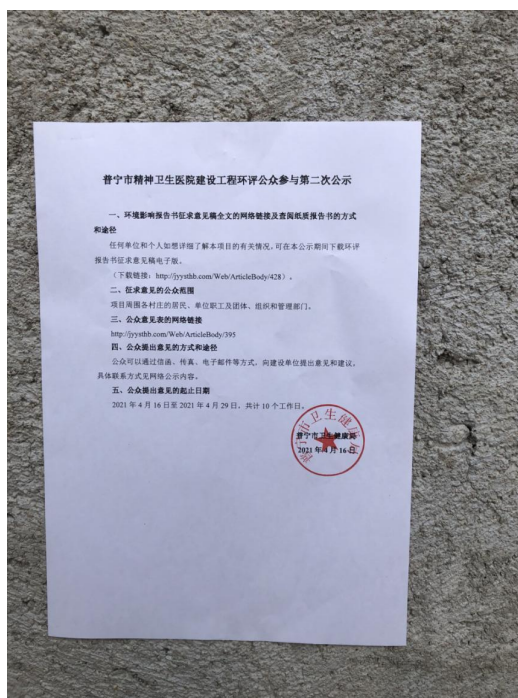 普宁市精神卫生医院建设工程环评公众参与第二次公示
一、环境影响报告书征求意见稿全文的网络链接及查阅纸质报告书的方式
和途径
任何单位和个人如想详细了解本项目的有关情况，可在本公示期间下载环评
报告书征求意见稿电子版。
（下载链接：http://jyysthb.com/Web/ArticleBody/428）。
二、征求意见的公众范围
项目周围各村庄的居民、单位职工及团体、组织和管理部门。
三、公众意见表的网络链接
http://jyysthb.com/Web/ArticleBody/395
四、公众提出意见的方式和途径
公众可以通过信函、传真、电子邮件等方式，向建设单位提出意见和建议，
具体联系方式见网络公示内容。
五、公众提出意见的起止日期
2021 年 4 月 16 日至 2021 年 4 月 29 日，共计 10 个工作日。
普宁市卫生健康局
2021 年 4 月 16 日
普宁市卫生健康局